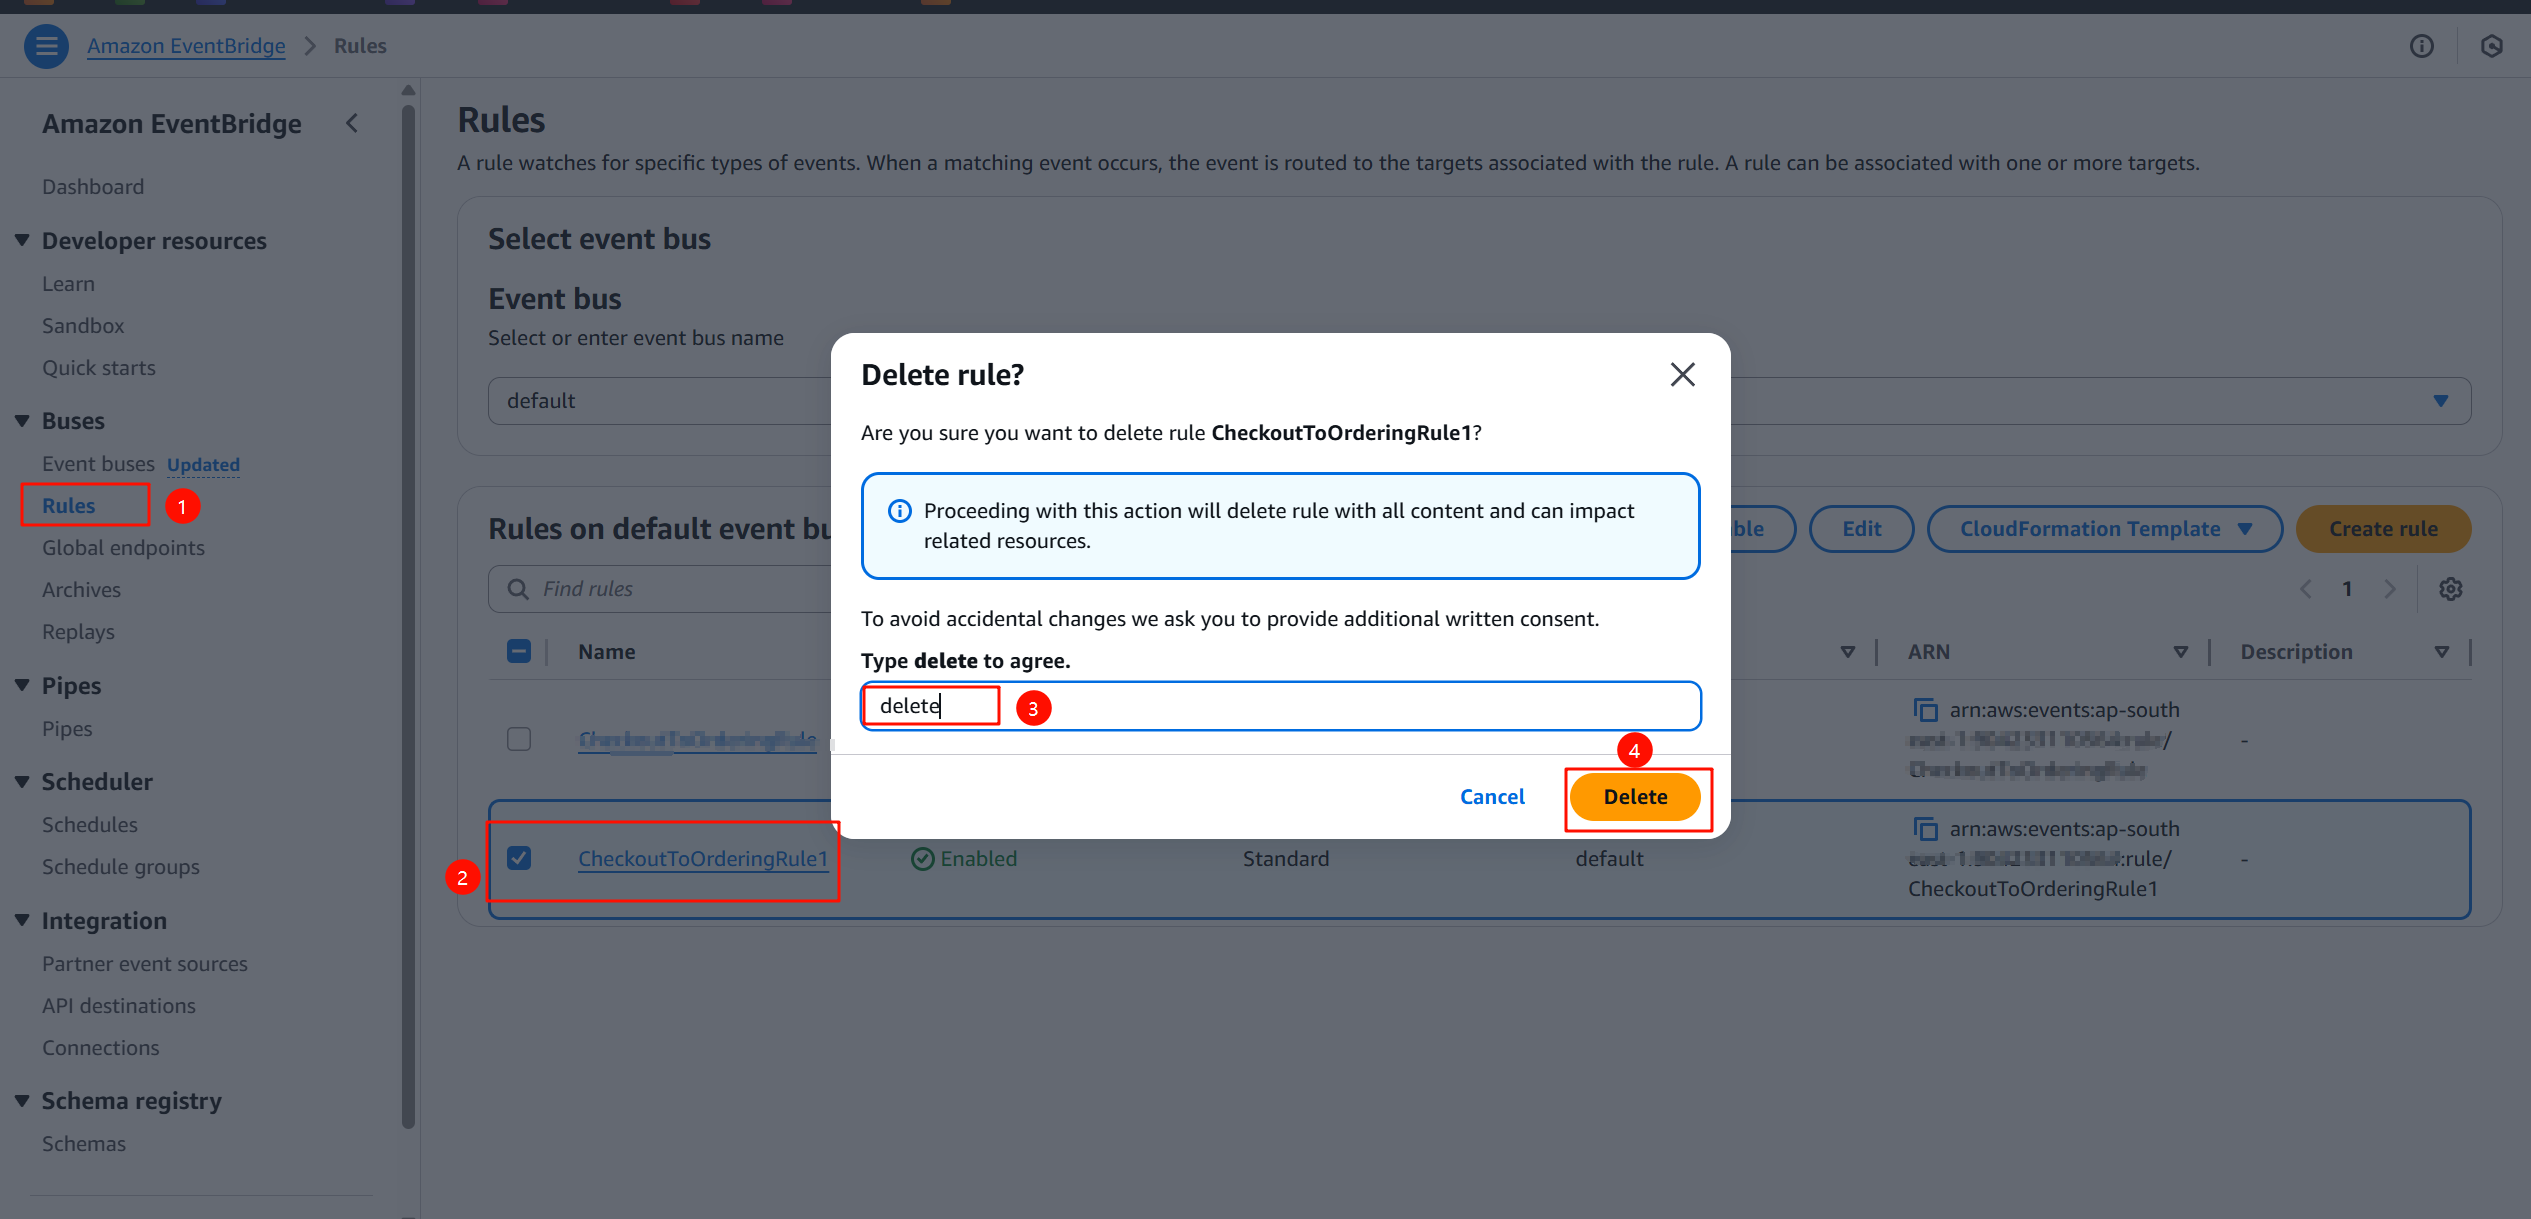 Amazon EventBridge > Rules
Amazon EventBridge
Dashboard
Developer resources
Learn
Sandbox
Quick starts
Buses
Event buses Updated
Rules
1
Global endpoints
Archives
Replays
Pipes
Pipes
Scheduler
Schedules
Schedule groups
Integration
Partner event sources
API destinations
Connections
Schema registry
Schemas
Rules
A rule watches for specific types of events. When a matching event occurs, the event is routed to the targets associated with the rule. A rule can be associated with one or more targets.
Select event bus
Event bus
Select or enter event bus name
default
Rules on default event bu
ble
Edit
CloudFormation Template
Create rule
Find rules
1
Name
ARN
Description
arn:aws:events:ap-south
/
-
2
CheckoutToOrderingRule1
Enabled
Standard
default
arn:aws:events:ap-south
:rule/
CheckoutToOrderingRule1
-
Delete rule?
Are you sure you want to delete rule CheckoutToOrderingRule1?
Proceeding with this action will delete rule with all content and can impact
related resources.
To avoid accidental changes we ask you to provide additional written consent.
Type delete to agree.
delete
3
4
Cancel
Delete